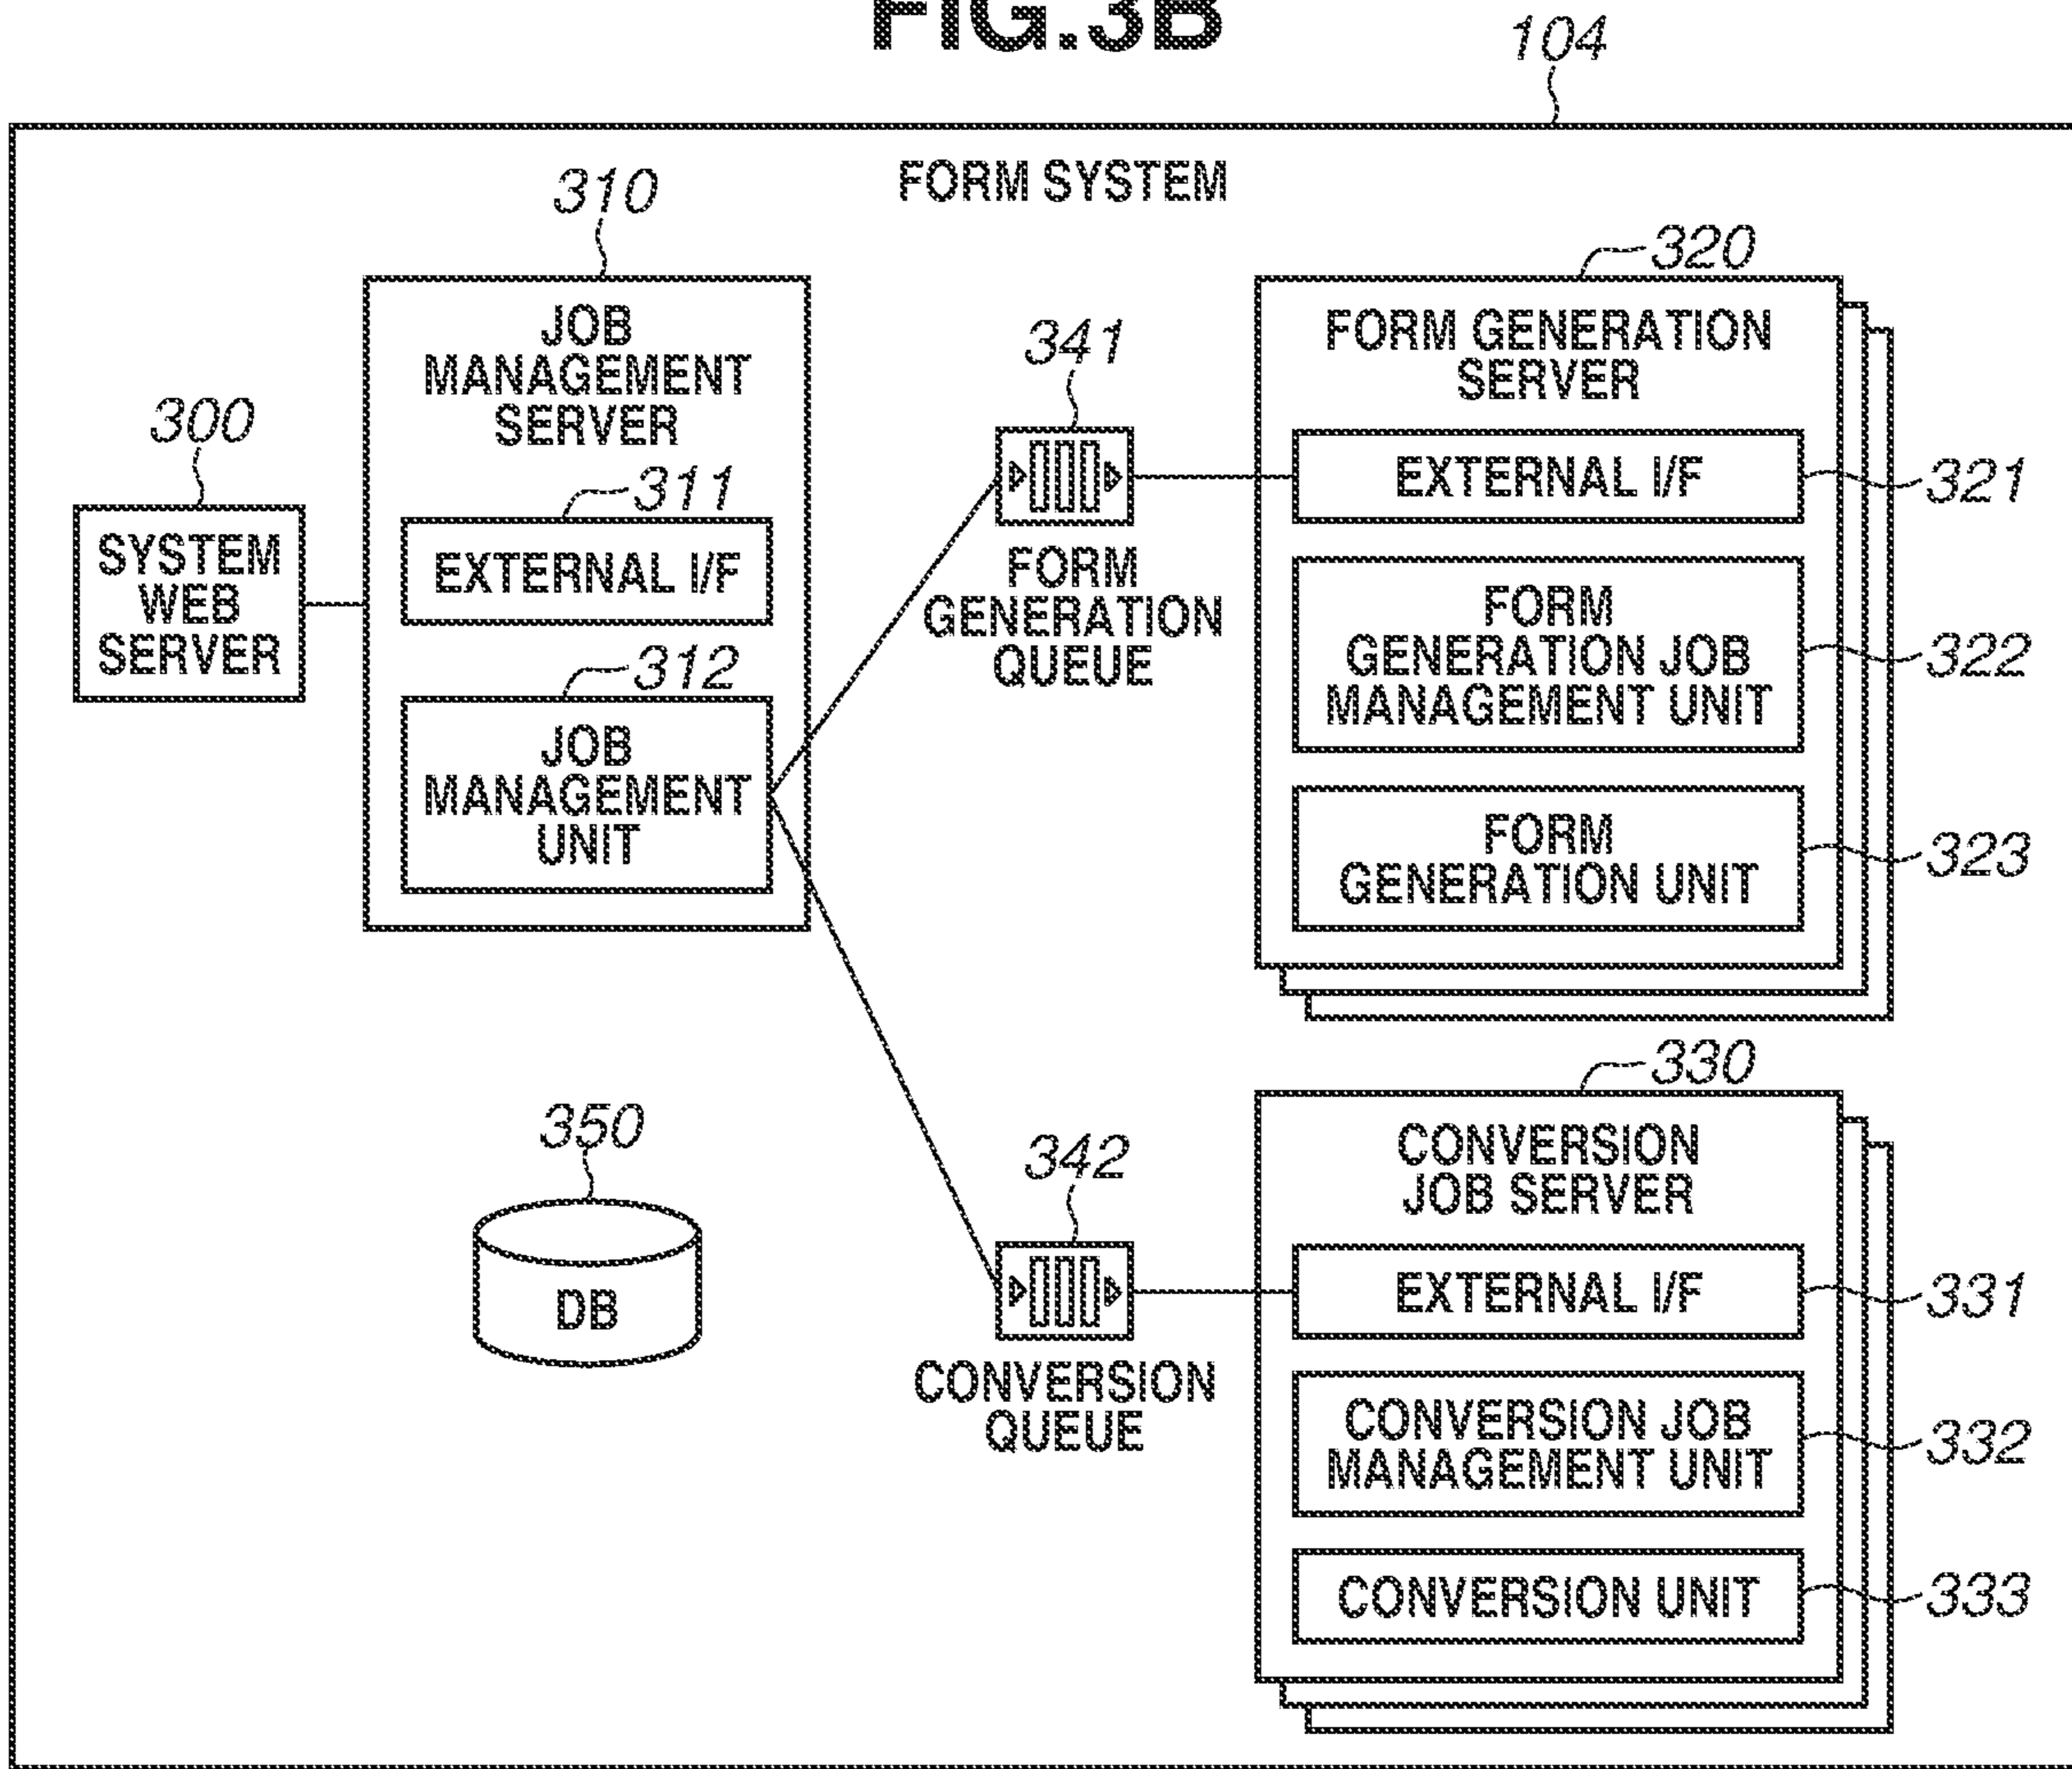 FIG.3B
104
FORM SYSTEM
310
JOB
MANAGEMENT
SERVER
311
EXTERNAL I/F
312
JOB
MANAGEMENT
UNIT
300
SYSTEM
WEB
SERVER
341
FORM
GENERATION
QUEUE
320
FORM GENERATION
SERVER
EXTERNAL I/F
321
FORM
GENERATION JOB
MANAGEMENT UNIT
322
FORM
GENERATION UNIT
323
350
DB
342
CONVERSION
QUEUE
330
CONVERSION
JOB SERVER
EXTERNAL I/F
331
CONVERSION JOB
MANAGEMENT UNIT
332
CONVERSION UNIT
333